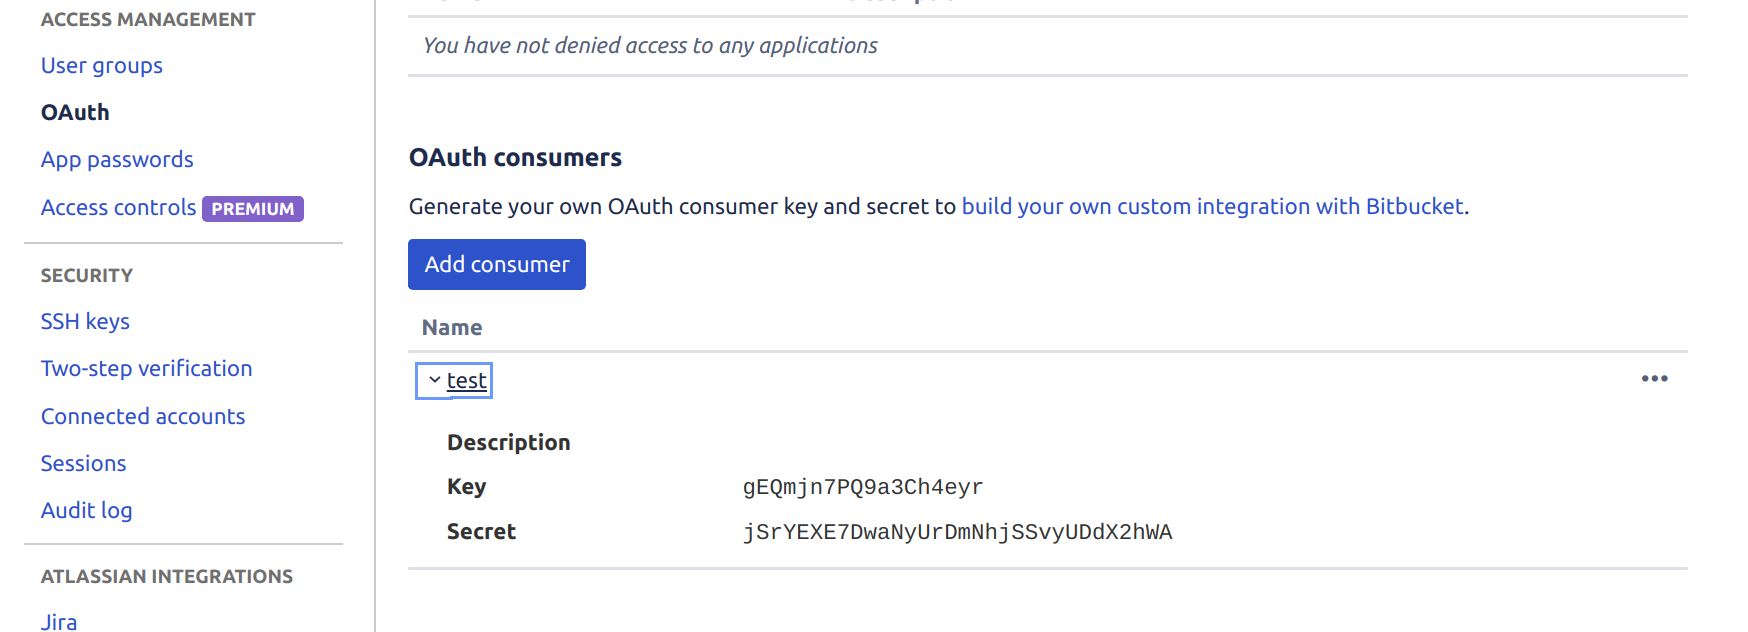 ACCESS MANAGEMENT
User groups
OAuth
App passwords
Access controls PREMIUM
SECURITY
SSH keys
Two-step verification
Connected accounts
Sessions
Audit log
ATLASSIAN INTEGRATIONS
Jira
You have not denied access to any applications
OAuth consumers
Generate your own OAuth consumer key and secret to build your own custom integration with Bitbucket.
Add consumer
Name
test
Description
Key gEQmjn7PQ9a3Ch4eyr
Secret jSrYEXE7DwaNyUrDmNhjSSvyUDdX2hWA